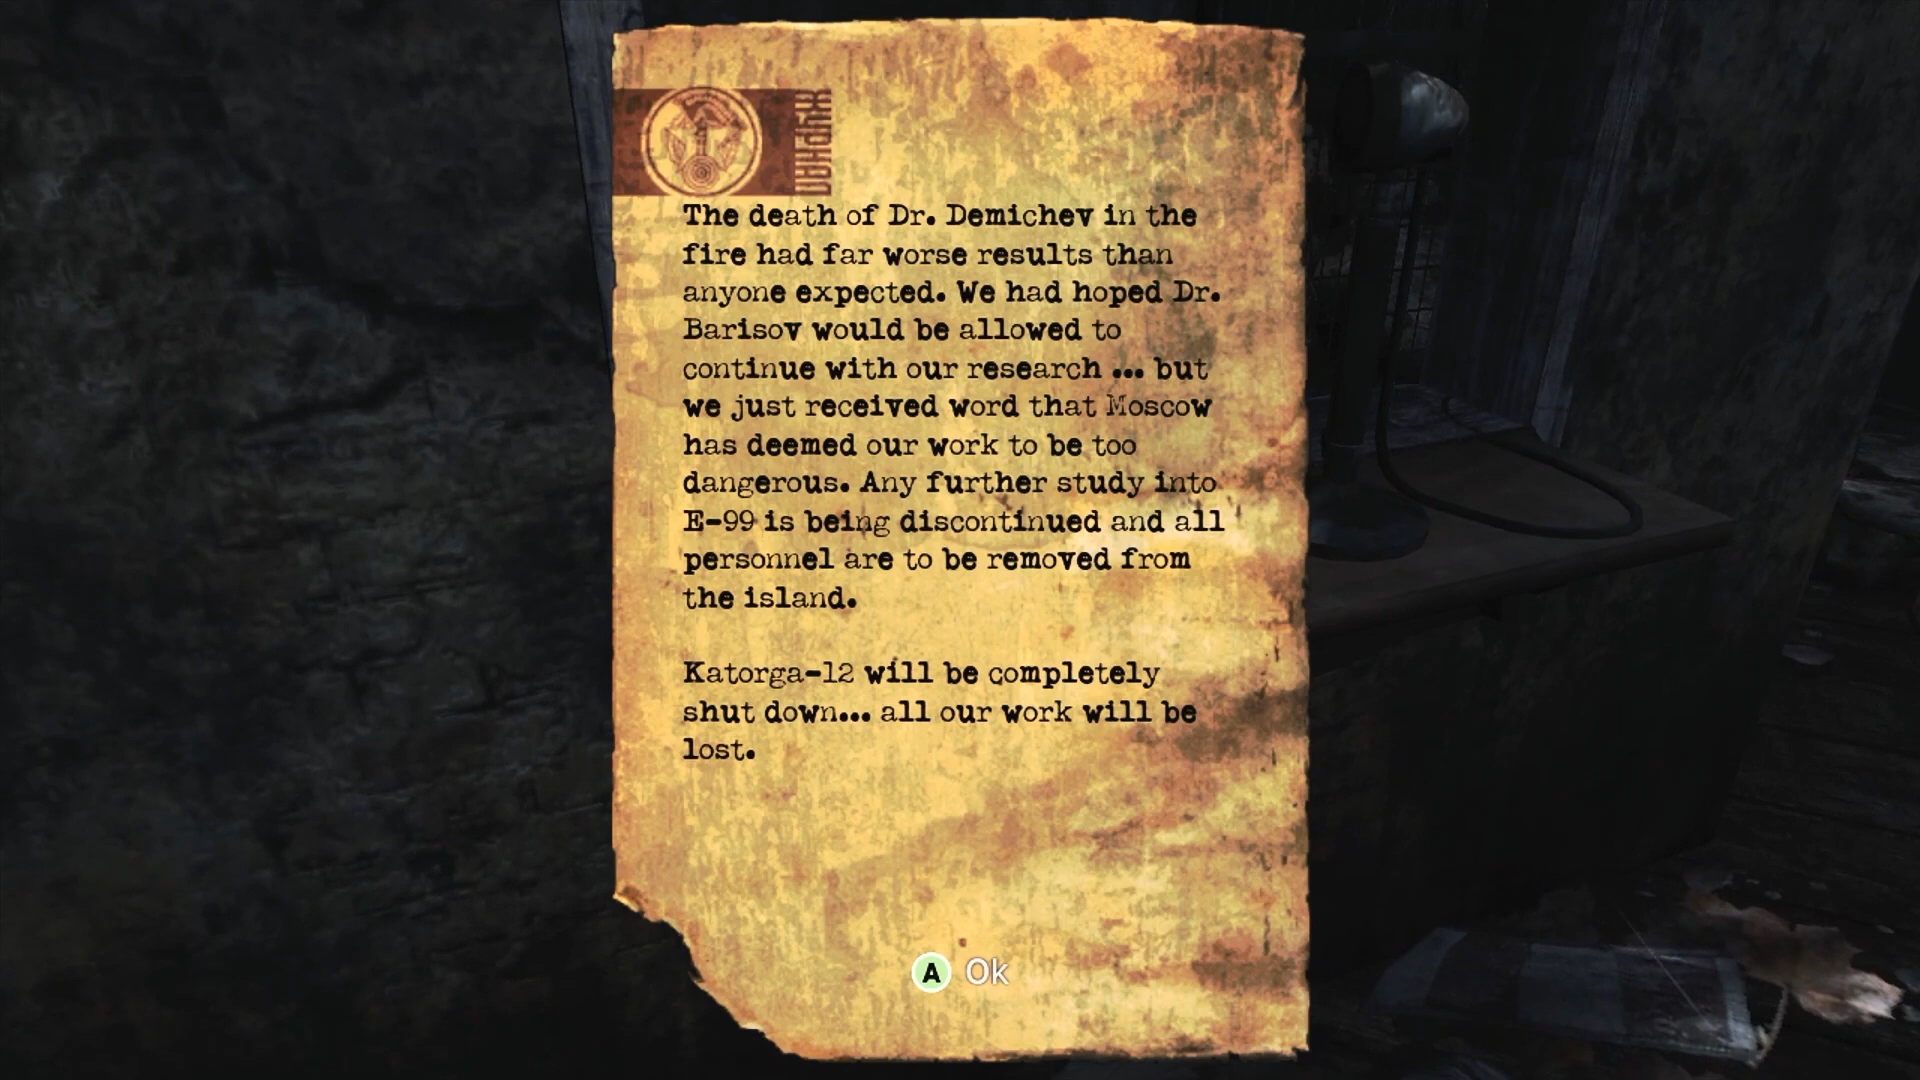 журнал
The death of Dr. Demichev in the
fire had far worse results than
anyone expected. We had hoped Dr.
Barisov would be allowed to
continue with our research ... but
we just received word that Moscow
has deemed our work to be too
dangerous. Any further study into
E-99 is being discontinued and all
personnel are to be removed from
the island.
Katorga-12 will be completely
shut down... all our work will be
lost.
A Ok